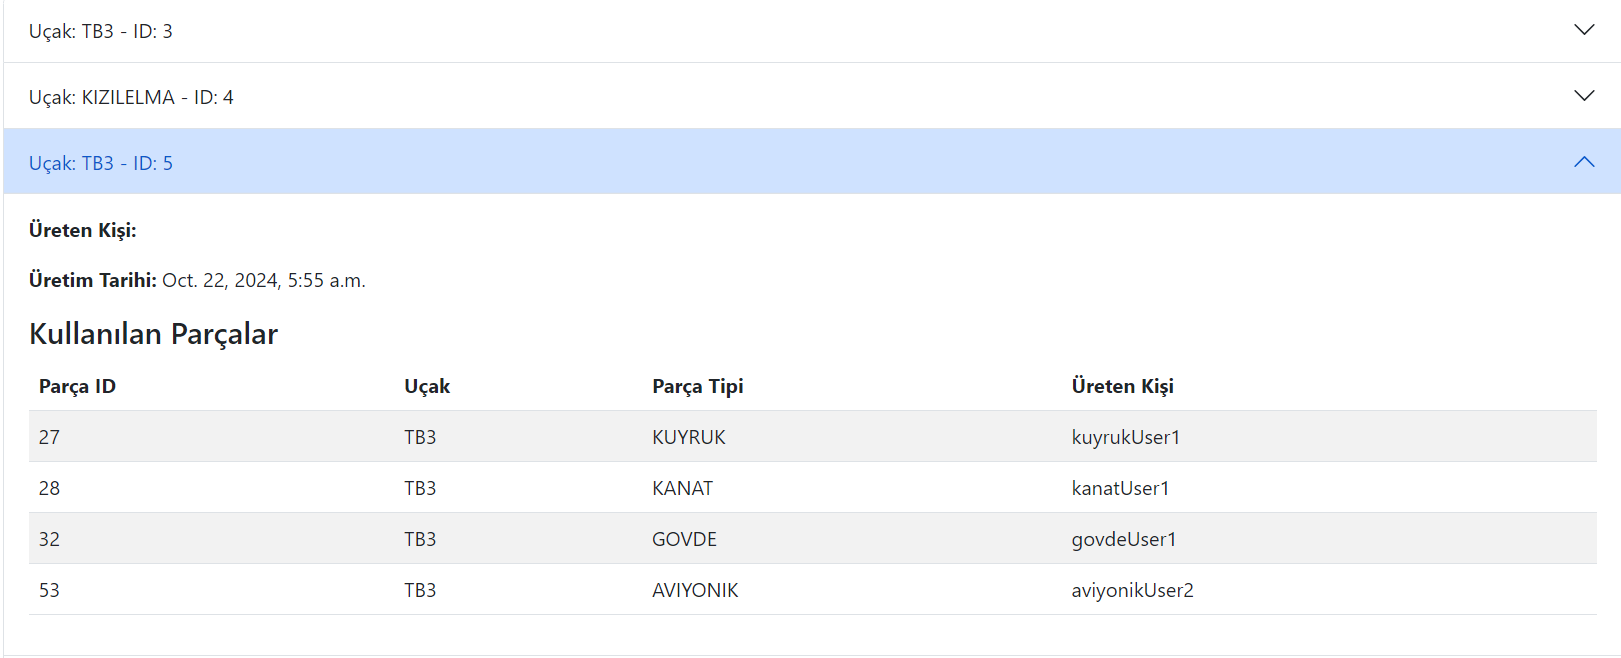 Uçak: TB3 - ID: 3
Uçak: KIZILELMA - ID: 4
Uçak: TB3 - ID: 5
Üreten Kişi:
Üretim Tarihi: Oct. 22, 2024, 5:55 a.m.
Kullanılan Parçalar
Parça ID Uçak Parça Tipi Üreten Kişi
27 TB3 KUYRUK kuyrukUser1
28 TB3 KANAT kanatUser1
32 TB3 GOVDE govdeUser1
53 TB3 AVIYONIK aviyonikUser2